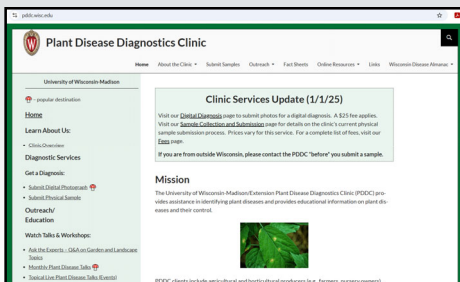 pddc.wisc.edu
Plant Disease Diagnostics Clinic
Home About the Clinic Submit Samples Outreach Fact Sheets Online Resources Links Wisconsin Disease Almanac
University of Wisconsin-Madison
- popular destination
Home
Learn About Us:
Clinic Overview
Diagnostic Services
Get a Diagnosis:
Submit Digital Photograph
Submit Physical Sample
Outreach/
Education
Watch Talks & Workshops:
Ask the Experts – Q&A on Garden and Landscape
Topics
Monthly Plant Disease Talks
Topical Live Plant Disease Talks (Events)
Clinic Services Update (1/1/25)
Visit our Digital Diagnosis page to submit photos for a digital diagnosis. A $25 fee applies.
Visit our Sample Collection and Submission page for details on the clinic's current physical
sample submission process. Prices vary for this service. For a complete list of fees, visit our
Fees page.
If you are from outside Wisconsin, please contact the PDDC *before* you submit a sample.
Mission
The University of Wisconsin-Madison/Extension Plant Disease Diagnostics Clinic (PDDC) pro-
vides assistance in identifying plant diseases and provides educational information on plant dis-
eases and their control.
PDDC clients include agricultural and horticultural producers (e.g., farmers, nursery owners),